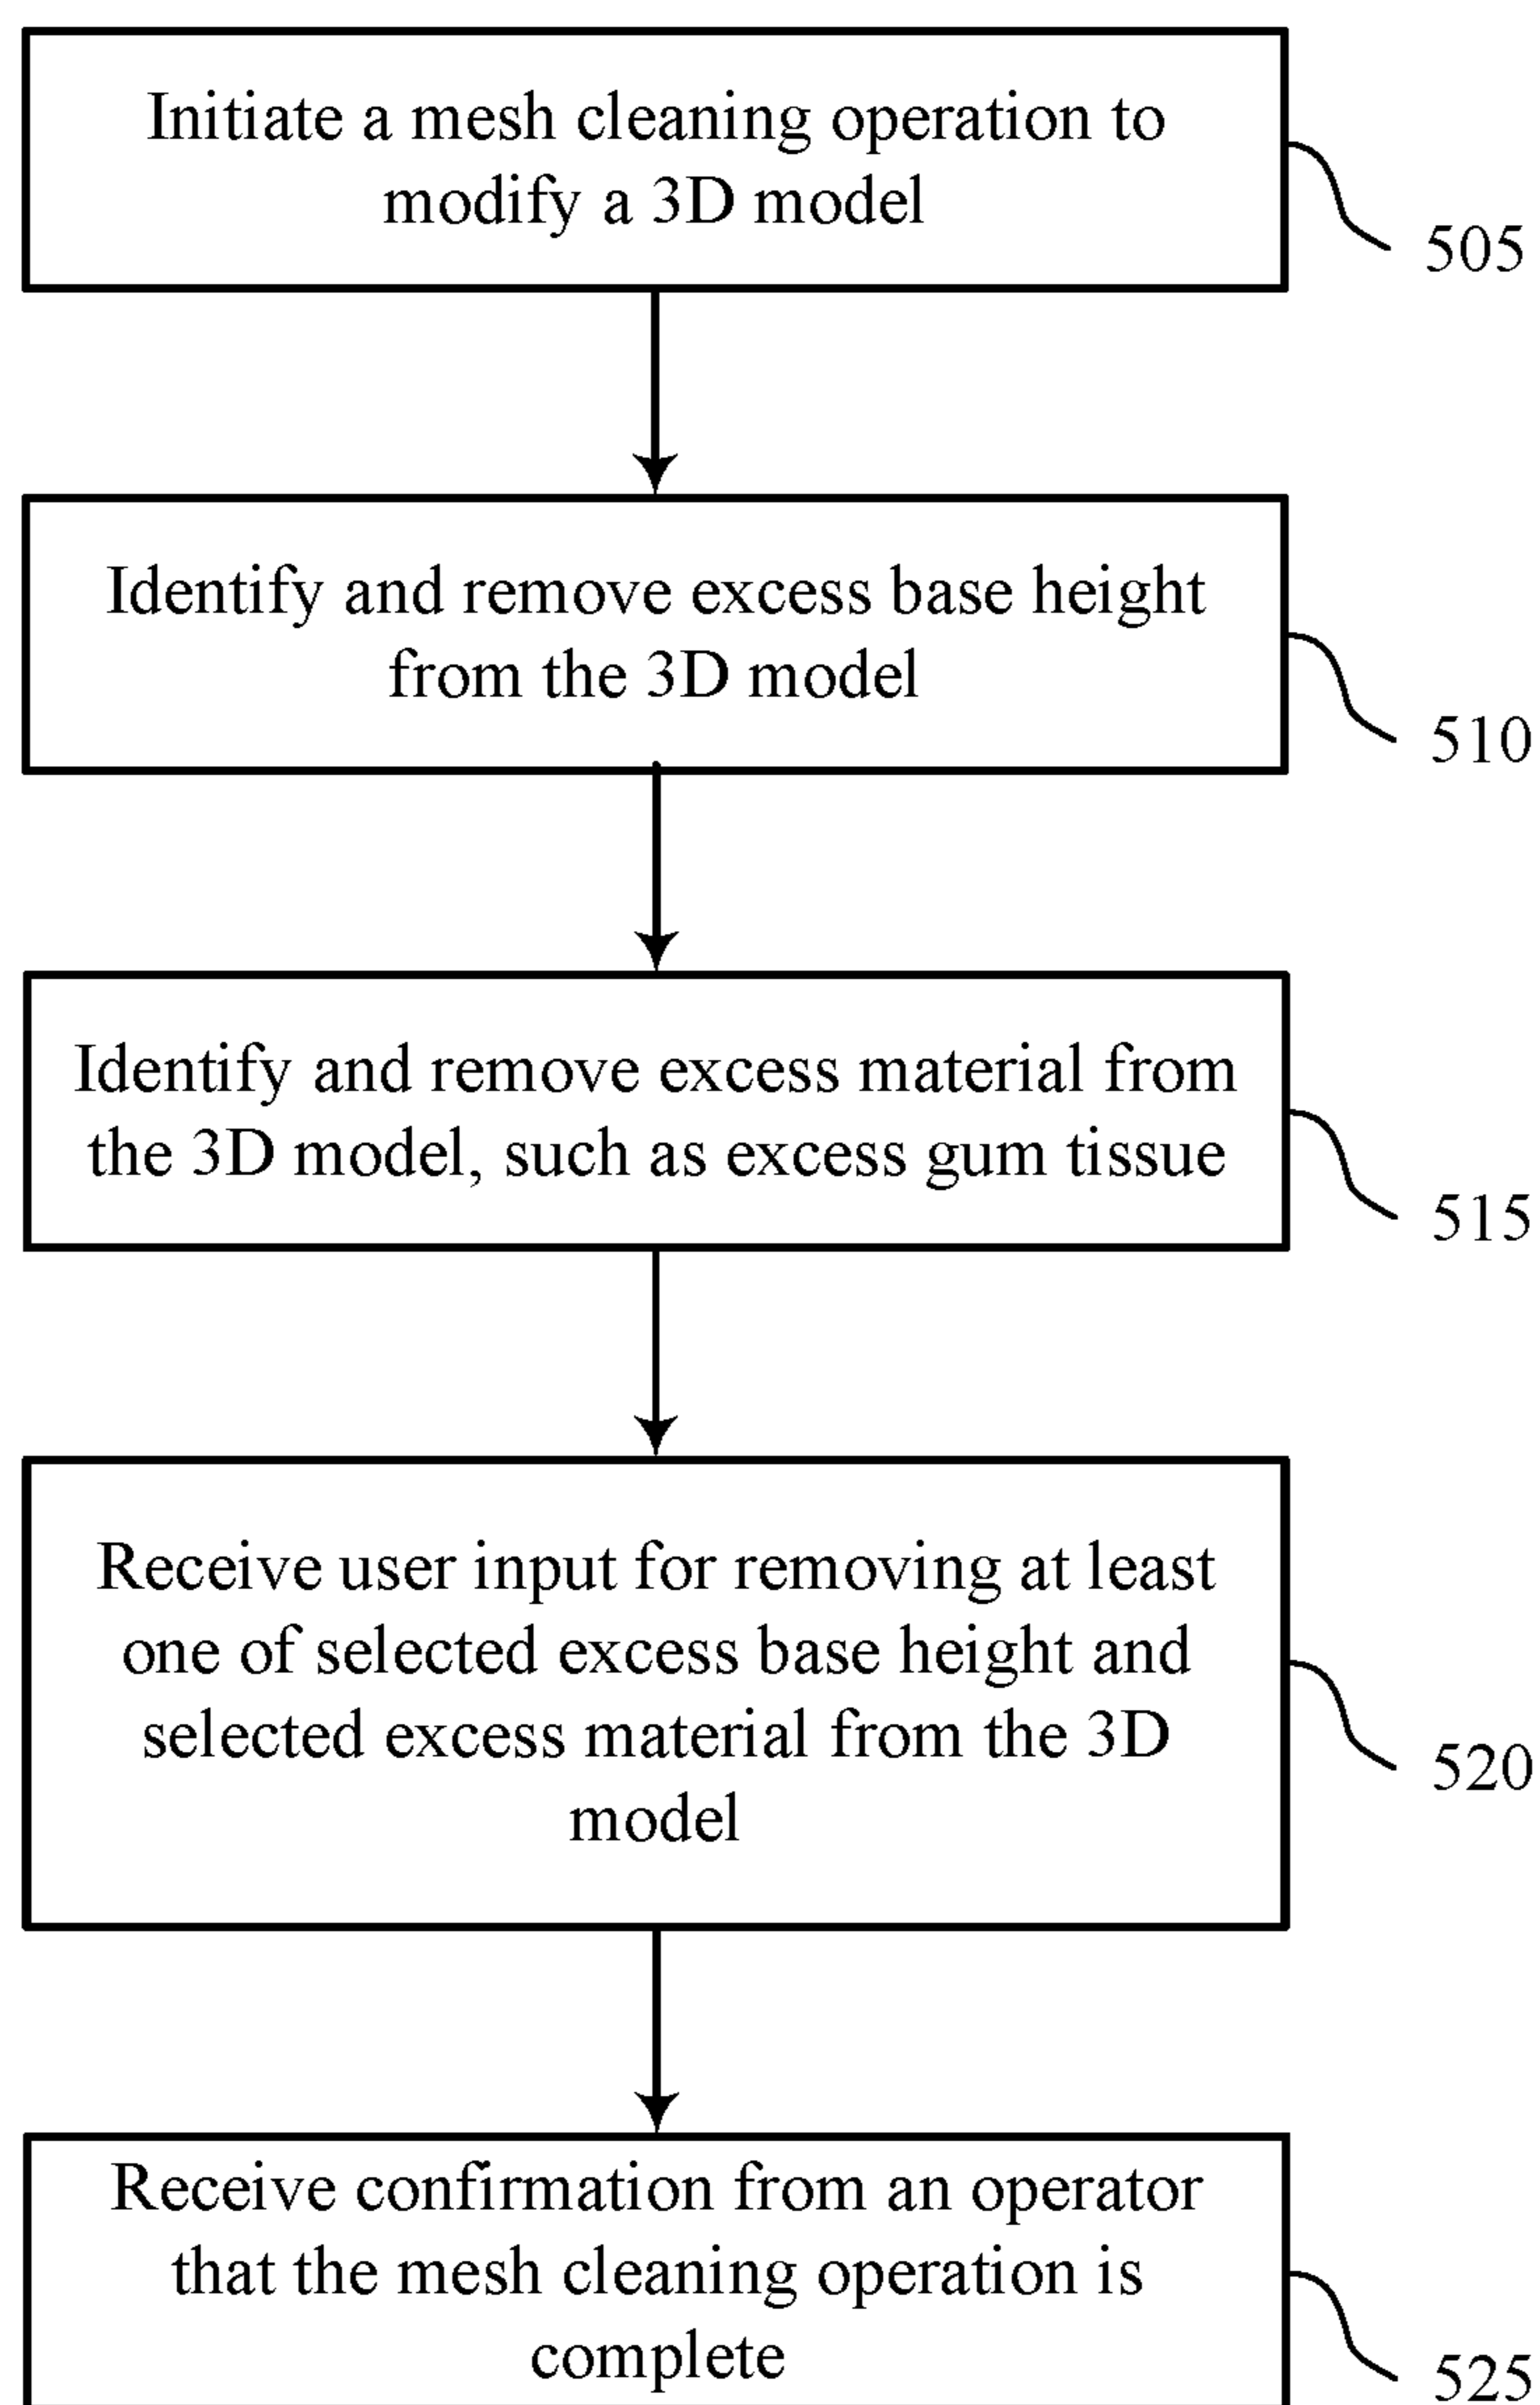 Initiate a mesh cleaning operation to
modify a 3D model
505
Identify and remove excess base height
from the 3D model
510
Identify and remove excess material from
the 3D model, such as excess gum tissue
515
Receive user input for removing at least
one of selected excess base height and
selected excess material from the 3D
model
520
Receive confirmation from an operator
that the mesh cleaning operation is
complete
525